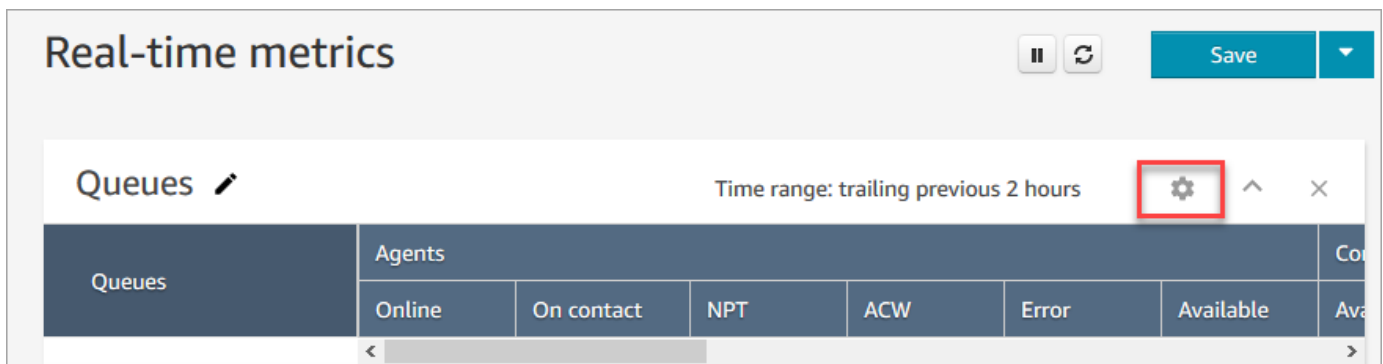 Real-time metrics
Save
Queues
Time range: trailing previous 2 hours
Queues
Agents
Online On contact NPT ACW Error Available